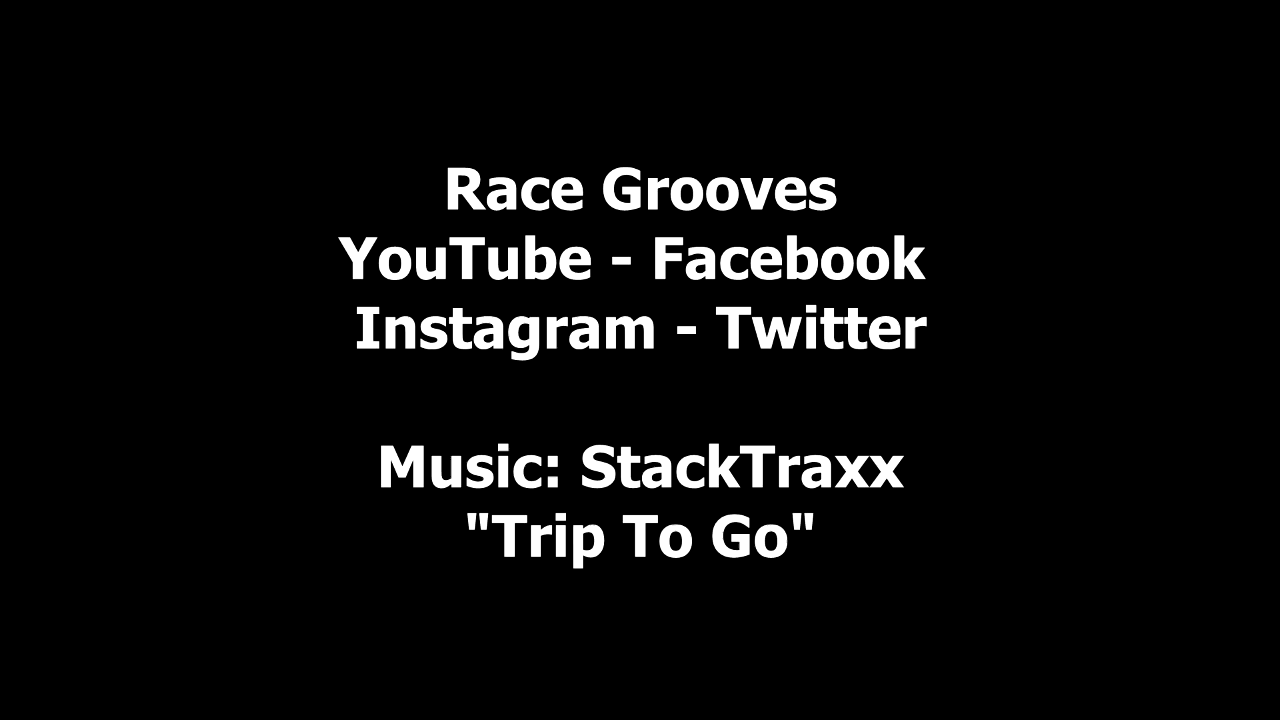 Race Grooves
YouTube - Facebook
Instagram - Twitter
Music: StackTraxx
"Trip To Go"